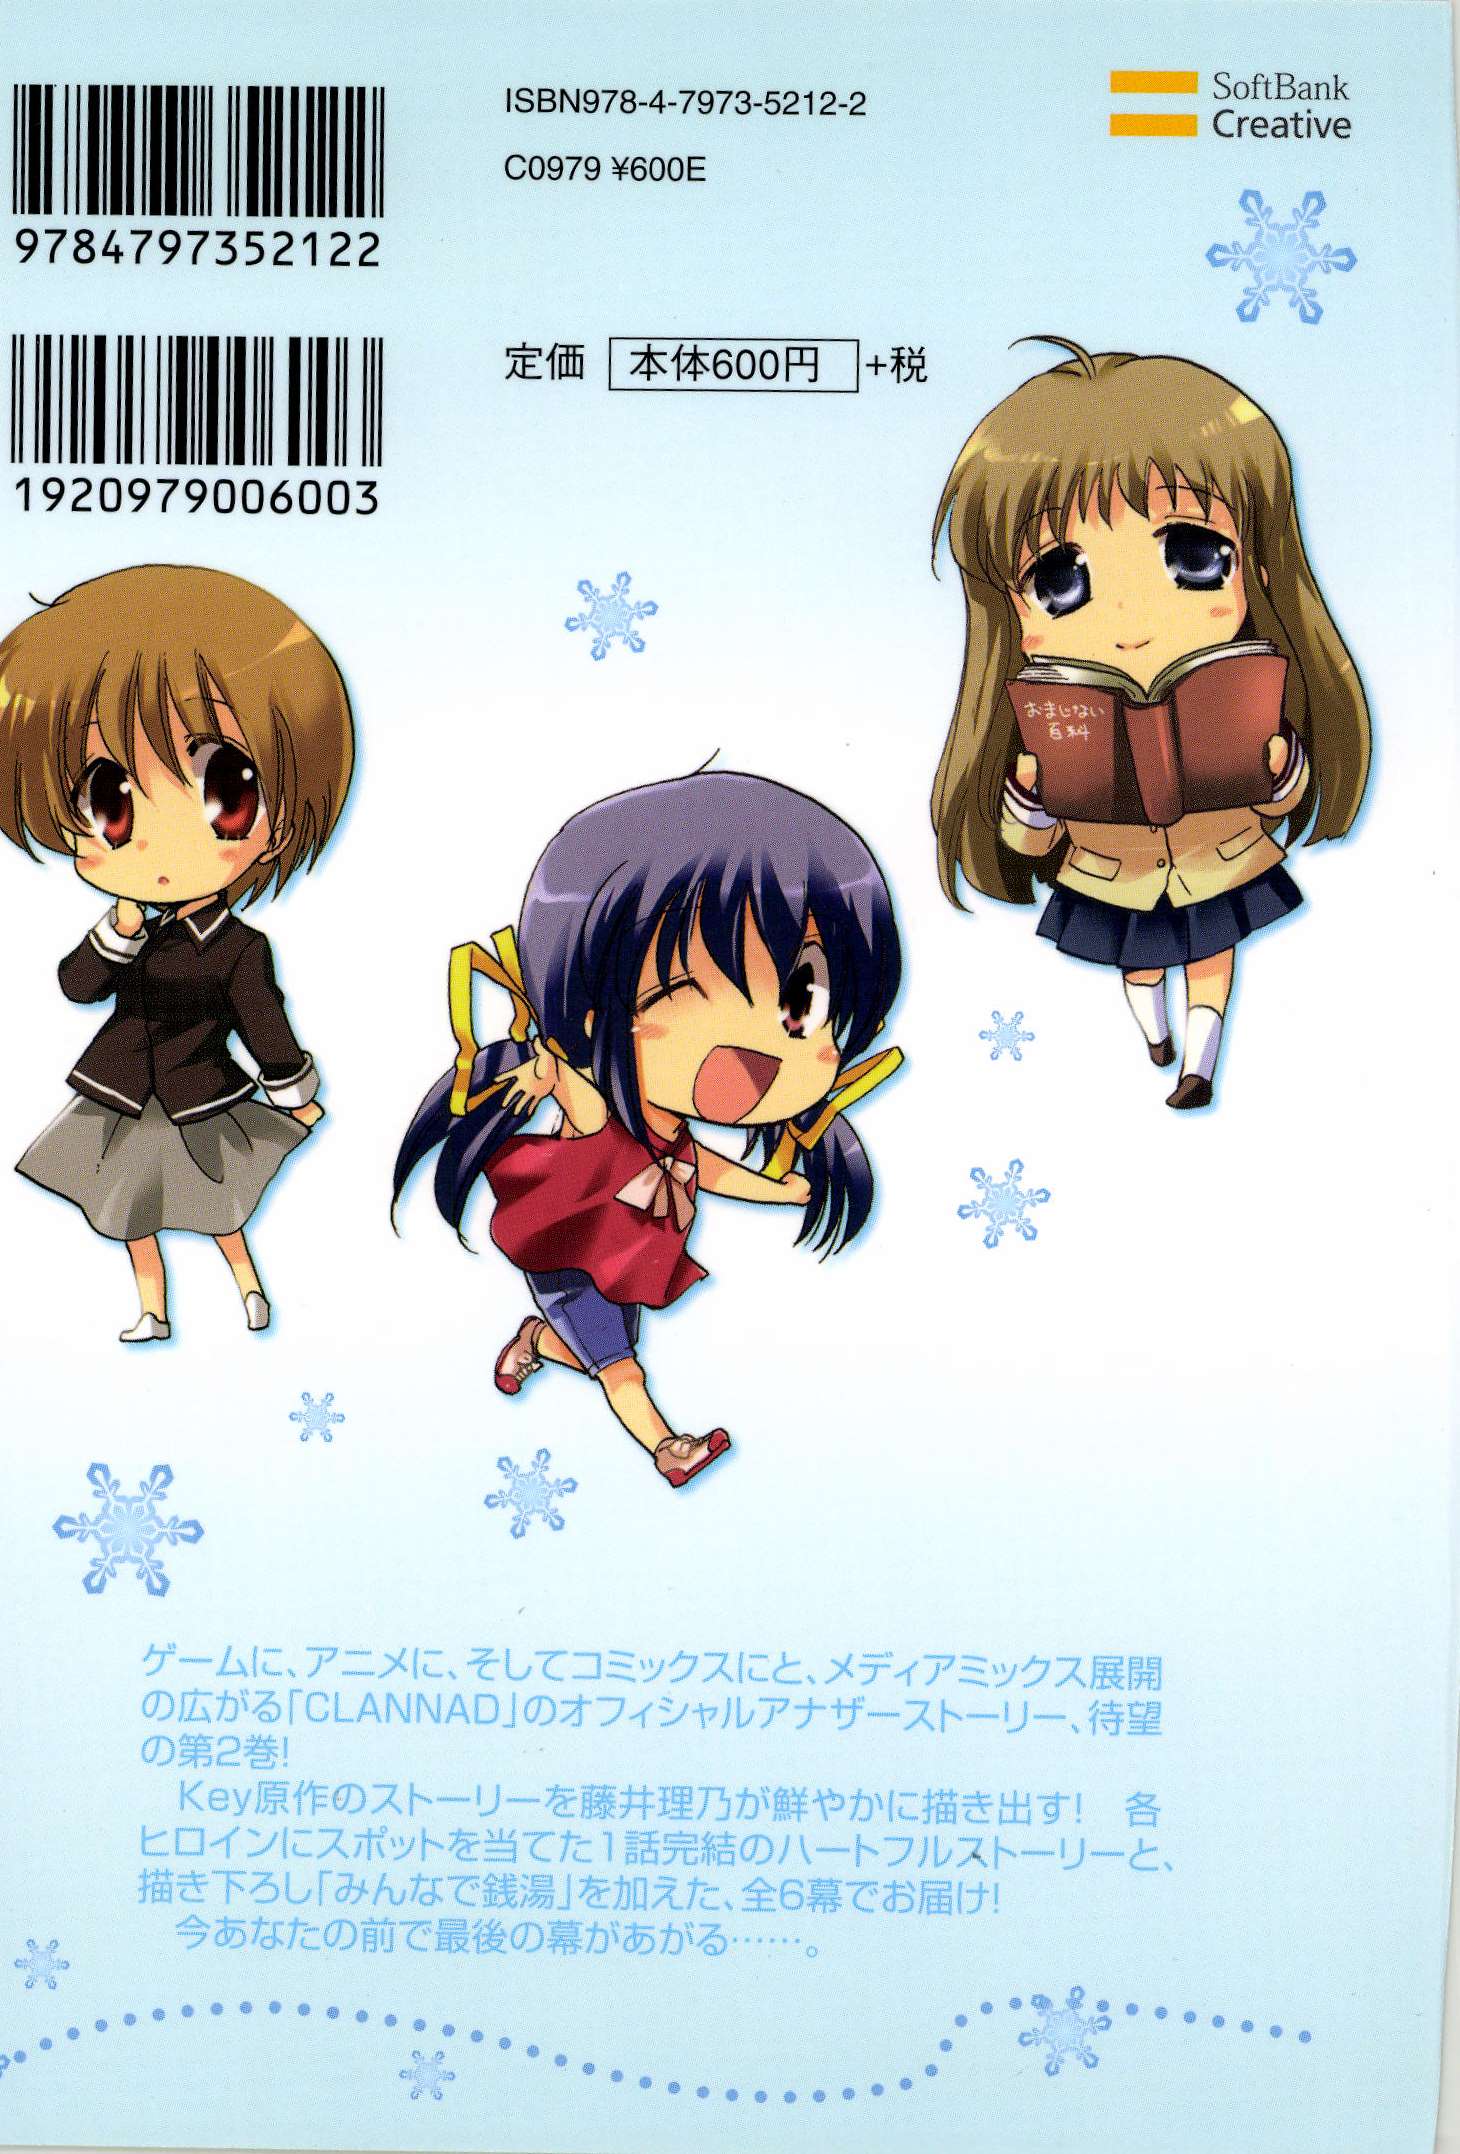 ISBN978-4-7973-5212-2
SoftBank
Creative
C0979 ¥600E
9784797352122
定価 本体600円 +税
1920979006003
おまじない
百科
ゲームに、アニメに、そしてコミックスにと、メディアミックス展開
の広がる「CLANNAD」のオフィシャルアナザーストーリー、待望
の第2巻!
Key原作のストーリーを藤井理乃が鮮やかに描き出す! 各
ヒロインにスポットを当てた1話完結のハートフルストーリーと、
描き下ろし「みんなで銭湯」を加えた、全6幕でお届け!
今あなたの前で最後の幕があがる……。